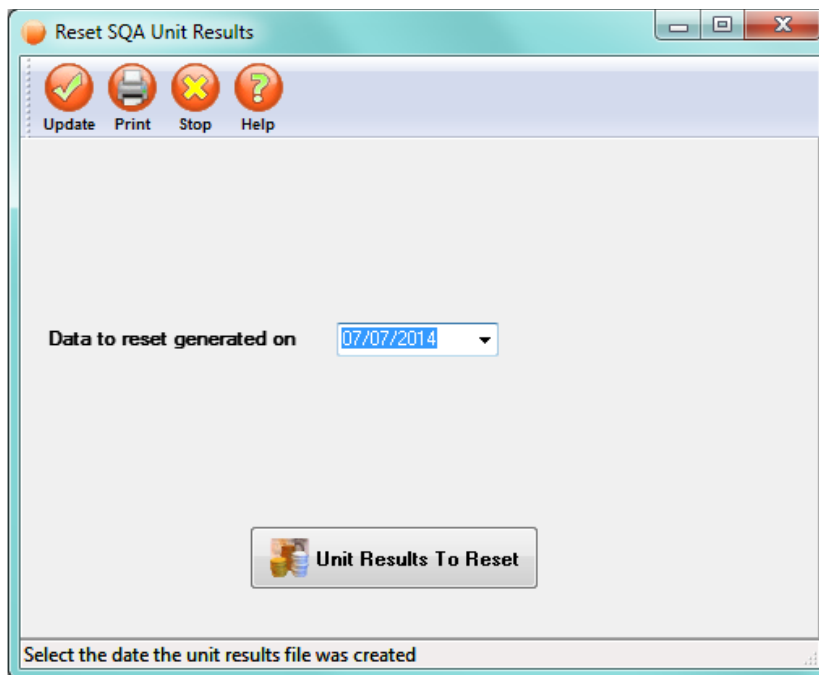 Reset SQA Unit Results
Update Print Stop Help
Data to reset generated on 07/07/2014
Unit Results To Reset
Select the date the unit results file was created